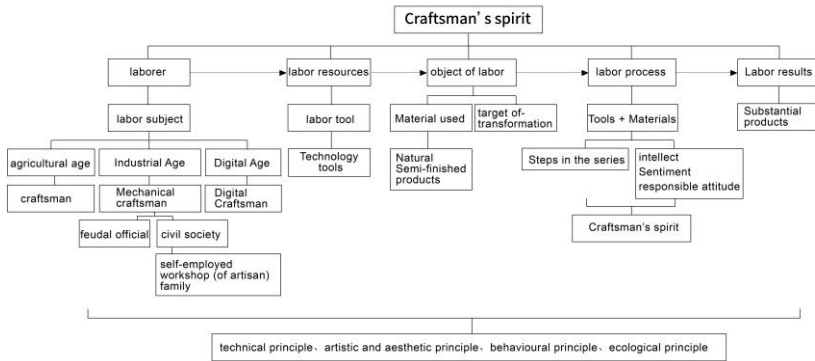 Craftsman's spirit
laborer
labor resources
object of labor
labor process
Labor results
labor subject
labor tool
Material used
target of-
transformation
Tools + Materials
Substantial
products
agricultural age
Industrial Age
Digital Age
Technology
tools
Natural
Semi-finished
products
Steps in the series
intellect
Sentiment
responsible attitude
craftsman
Mechanical
craftsman
Digital
Craftsman
Craftsman's spirit
feudal official
civil society
self-employed
workshop (of artisan)
family
technical principle、artistic and aesthetic principle、behavioural principle、ecological principle